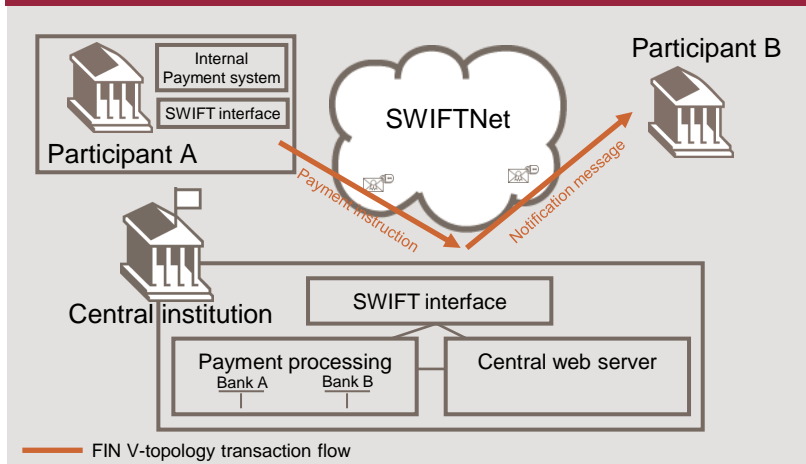 Internal
Payment system
SWIFT interface
Participant A
SWIFTNet
Participant B
Payment instruction
Notification message
Central institution
SWIFT interface
Payment processing
Bank A
Bank B
Central web server
FIN V-topology transaction flow